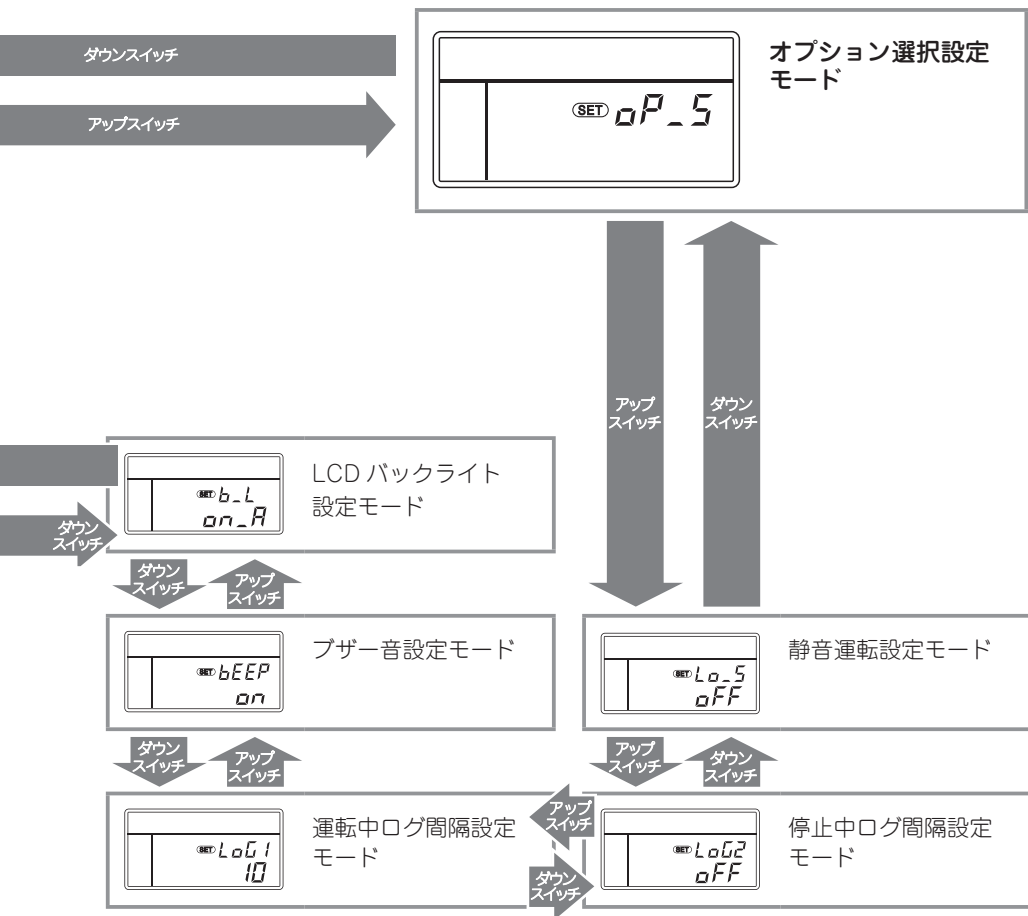 ダウンスイッチ
アップスイッチ
SET oP_S
オプション選択設定
モード
アップ
スイッチ
ダウン
スイッチ
ダウン
スイッチ
SET b_L
on_A
LCD バックライト
設定モード
ダウン
スイッチ
アップ
スイッチ
SET bEEP
on
ブザー音設定モード
SET Lo_S
oFF
静音運転設定モード
ダウン
スイッチ
アップ
スイッチ
アップ
スイッチ
ダウン
スイッチ
SET LoG1
10
運転中ログ間隔設定
モード
アップ
スイッチ
ダウン
スイッチ
SET LoG2
oFF
停止中ログ間隔設定
モード